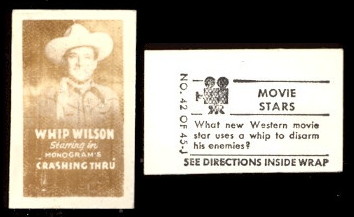 WHIP WILSON
Starring in
MONOGRAM'S
CRASHING THRU
NO. 42 OF 45-J
MOVIE
STARS
What new Western movie
star uses a whip to disarm
his enemies?
SEE DIRECTIONS INSIDE WRAP